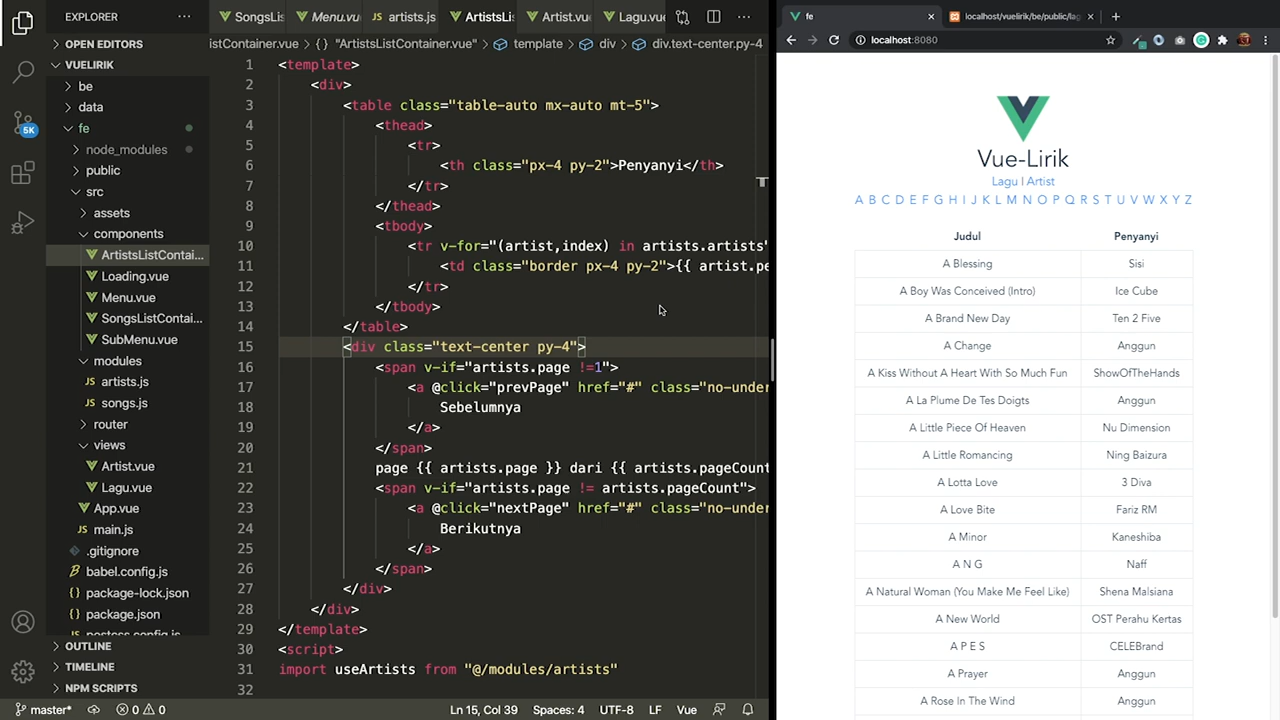 EXPLORER
OPEN EDITORS
VUELIRIK
be
data
fe
node_modules
public
src
assets
components
ArtistsListContai...
Loading.vue
Menu.vue
SongsListContai...
SubMenu.vue
modules
artists.js
songs.js
router
views
Artist.vue
Lagu.vue
App.vue
main.js
.gitignore
babel.config.js
package-lock.json
package.json
postcss.config.js
OUTLINE
TIMELINE
NPM SCRIPTS
5K
SongsLis Menu.vu artists.js ArtistsLi Artist.vue Lagu.vue
istContainer.vue {} "ArtistsListContainer.vue" template div div.text-center.py-4
1 <template>
2 <div>
3 <table class="table-auto mx-auto mt-5">
4 <thead>
5 <tr>
6 <th class="px-4 py-2">Penyanyi</th>
7 </tr>
8 </thead>
9 <tbody>
10 <tr v-for="(artist,index) in artists.artists"
11 <td class="border px-4 py-2">{{ artist.pe
12 </tr>
13 </tbody>
14 </table>
15 <div class="text-center py-4">
16 <span v-if="artists.page !=1">
17 <a @click="prevPage" href="#" class="no-unde
18 Sebelumnya
19 </a>
20 </span>
21 page {{ artists.page }} dari {{ artists.pageCount
22 <span v-if="artists.page != artists.pageCount">
23 <a @click="nextPage" href="#" class="no-unde
24 Berikutnya
25 </a>
26 </span>
27 </div>
28 </div>
29 </template>
30 <script>
31 import useArtists from "@/modules/artists"
32
master* 0 0 Ln 15, Col 39 Spaces: 4 UTF-8 LF Vue
fe localhost/vuelirik/be/public/lag
localhost:8080
Vue-Lirik
Lagu | Artist
A B C D E F G H I J K L M N O P Q R S T U V W X Y Z
Judul Penyanyi
A Blessing Sisi
A Boy Was Conceived (Intro) Ice Cube
A Brand New Day Ten 2 Five
A Change Anggun
A Kiss Without A Heart With So Much Fun ShowOfTheHands
A La Plume De Tes Doigts Anggun
A Little Piece Of Heaven Nu Dimension
A Little Romancing Ning Baizura
A Lotta Love 3 Diva
A Love Bite Fariz RM
A Minor Kaneshiba
A N G Naff
A Natural Woman (You Make Me Feel Like) Shena Malsiana
A New World OST Perahu Kertas
A P E S CELEBrand
A Prayer Anggun
A Rose In The Wind Anggun